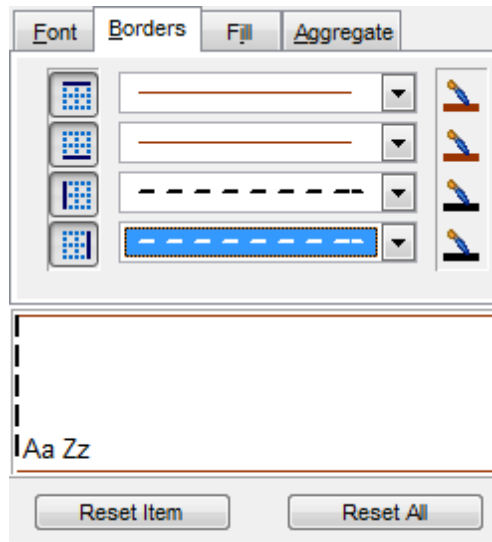 Font Borders Fill Aggregate
Aa Zz
Reset Item Reset All